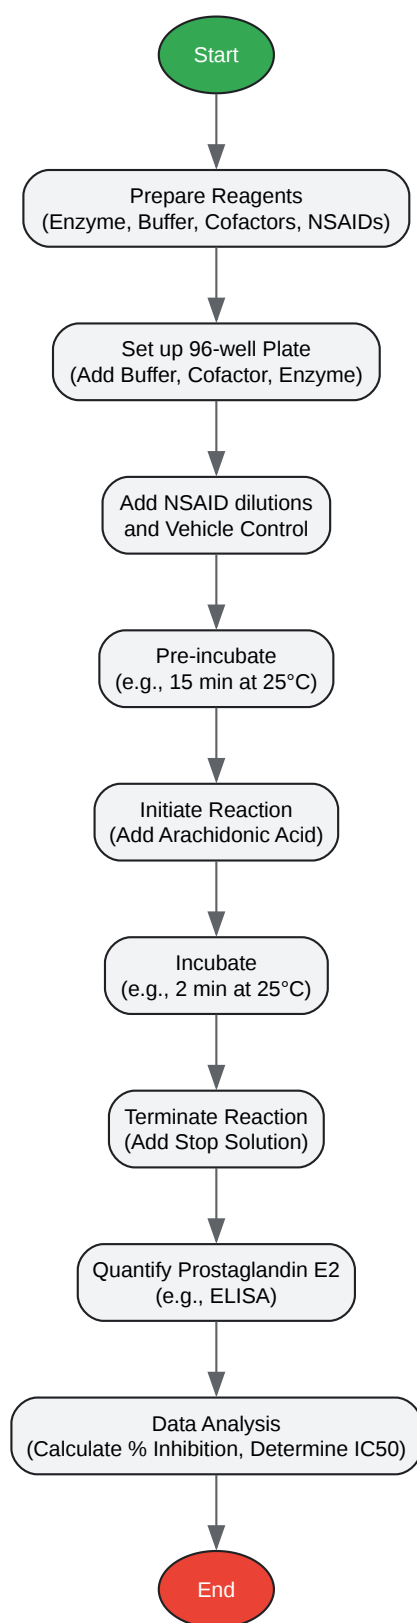 Start
Prepare Reagents
(Enzyme, Buffer, Cofactors, NSAIDs)
Set up 96-well Plate
(Add Buffer, Cofactor, Enzyme)
Add NSAID dilutions
and Vehicle Control
Pre-incubate
(e.g., 15 min at 25°C)
Initiate Reaction
(Add Arachidonic Acid)
Incubate
(e.g., 2 min at 25°C)
Terminate Reaction
(Add Stop Solution)
Quantify Prostaglandin E2
(e.g., ELISA)
Data Analysis
(Calculate % Inhibition, Determine IC50)
End